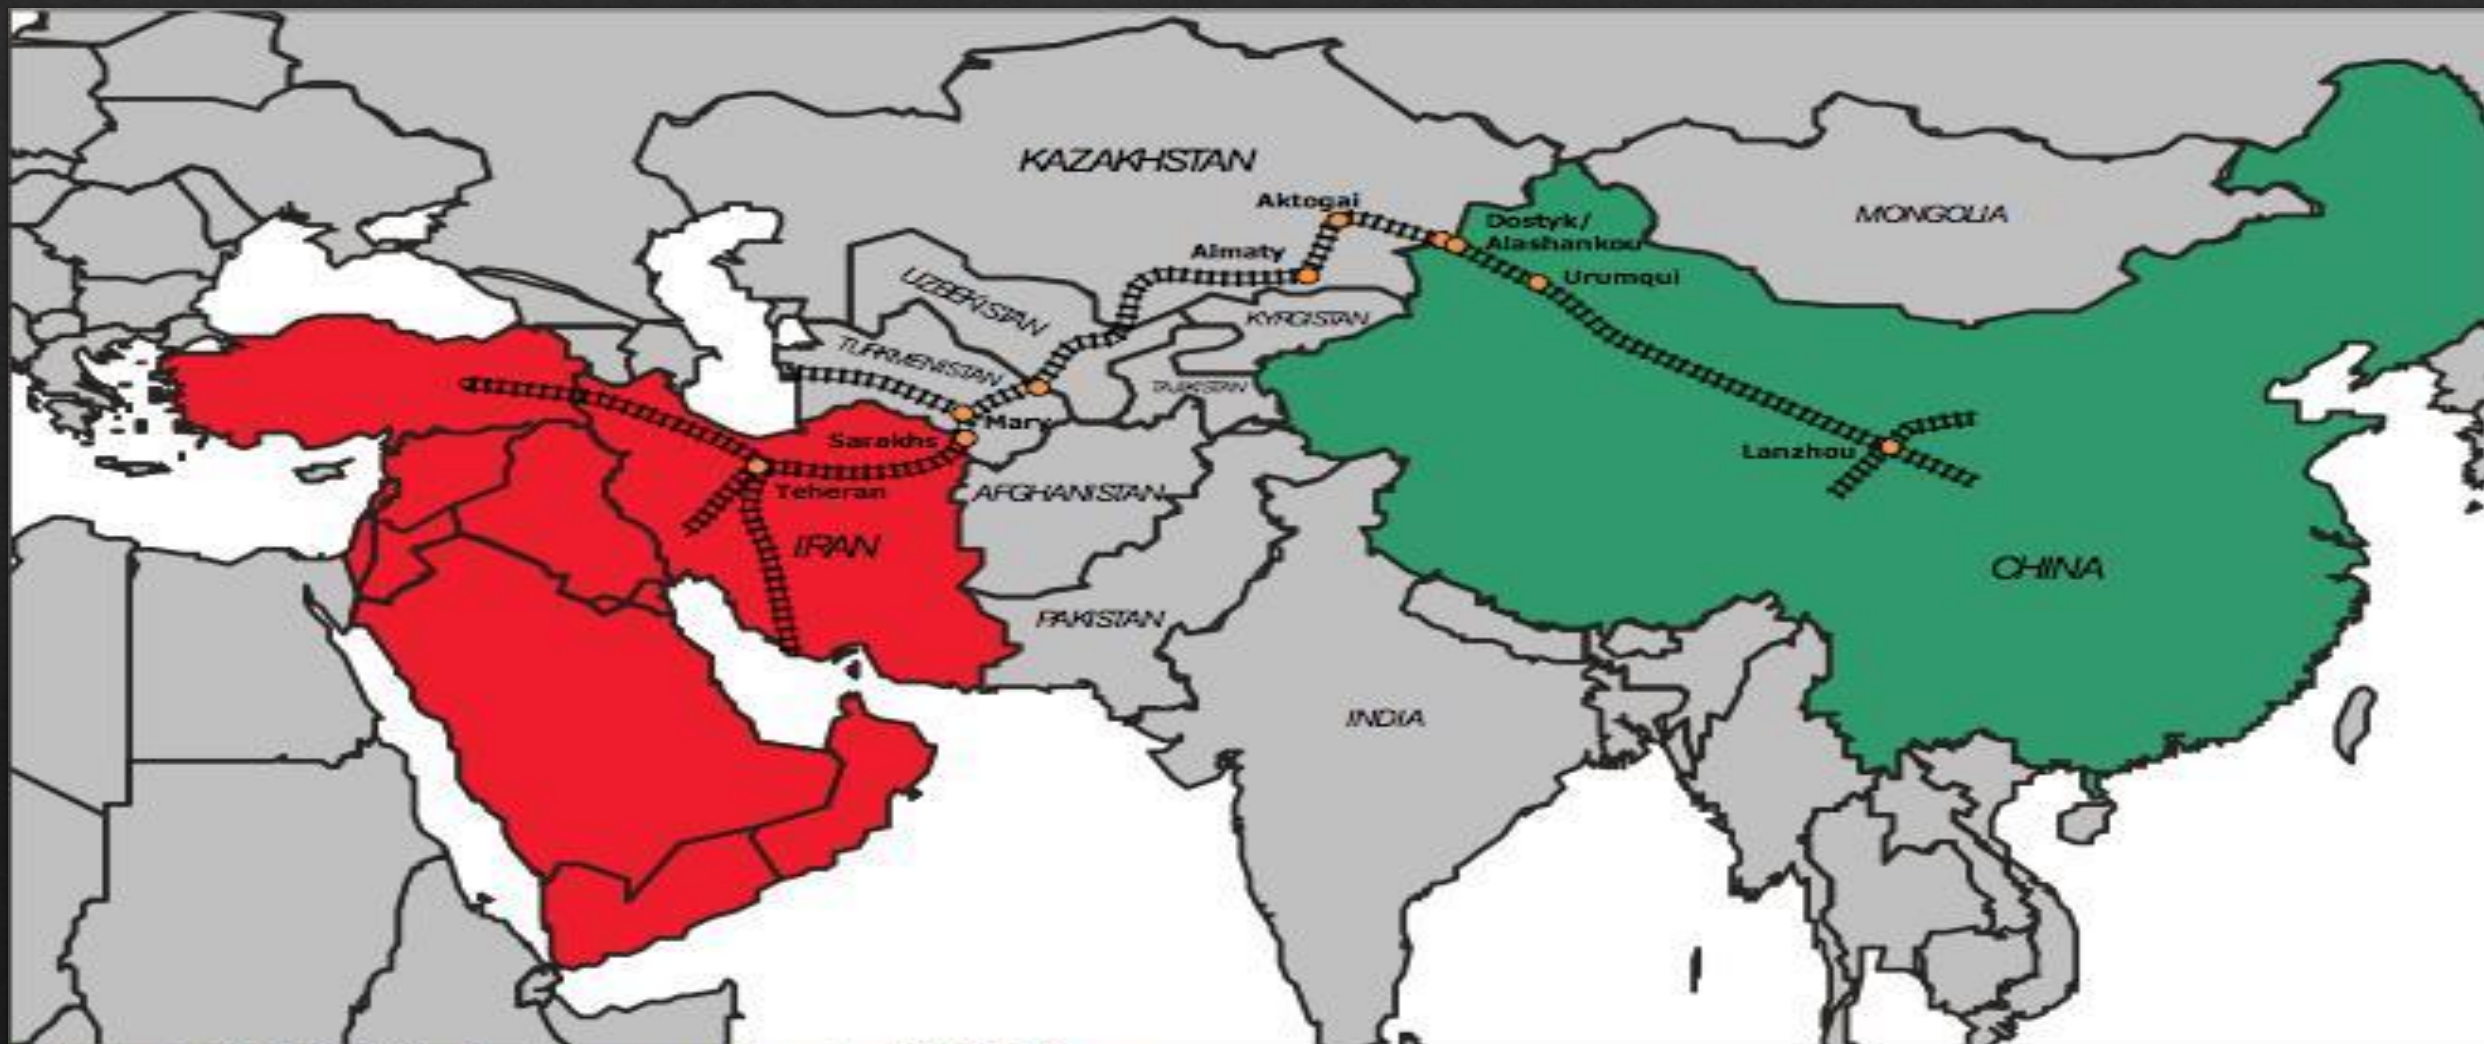 KAZAKHSTAN
Aktogai
Dostyk/
Alashankou
MONGOLIA
Almaty
Urumqui
UZBEKISTAN
KYRGISTAN
TURKMENISTAN
TAJIKISTAN
Mary
Sarakhs
Lanzhou
Teheran
AFGHANISTAN
IRAN
CHINA
PAKISTAN
INDIA